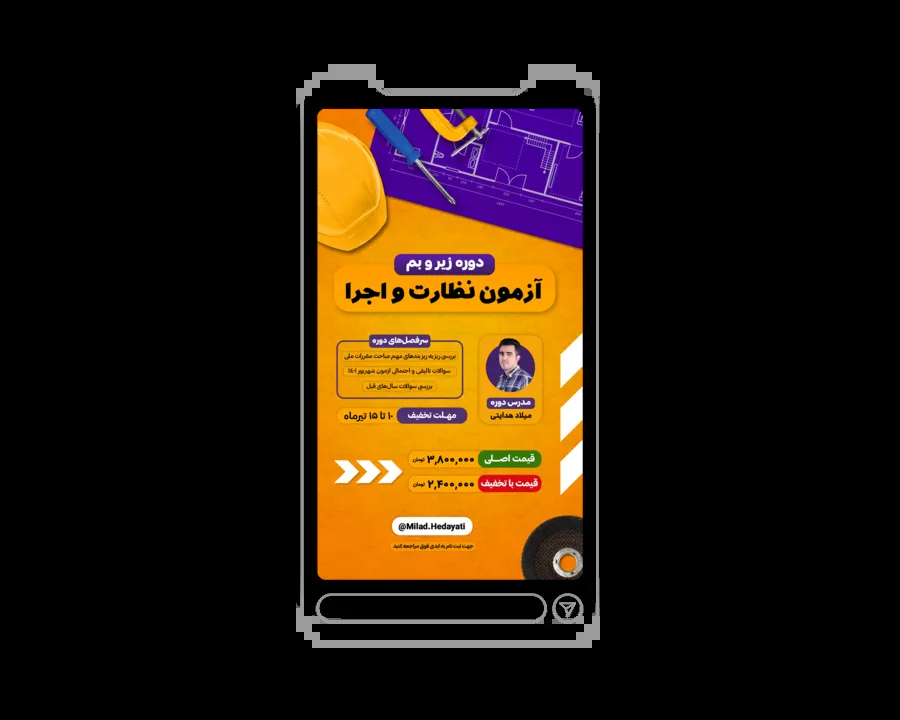 دوره زیر و بم
آزمون نظارت و اجرا
سرفصل‌های دوره
بررسی ریز به ریز بندهای مهم مباحث مقررات ملی
سوالات تالیفی و احتمالی آزمون شهریور ۱۴۰۱
بررسی سوالات سال‌های قبل
مدرس دوره
میلاد هدایتی
مهلت تخفیف
۱۰ تا ۱۵ تیرماه
قیمت اصلی
۳,۸۰۰,۰۰۰ تومان
قیمت با تخفیف
۲,۴۰۰,۰۰۰ تومان
@Milad.Hedayati
جهت ثبت نام به آیدی فوق مراجعه کنید